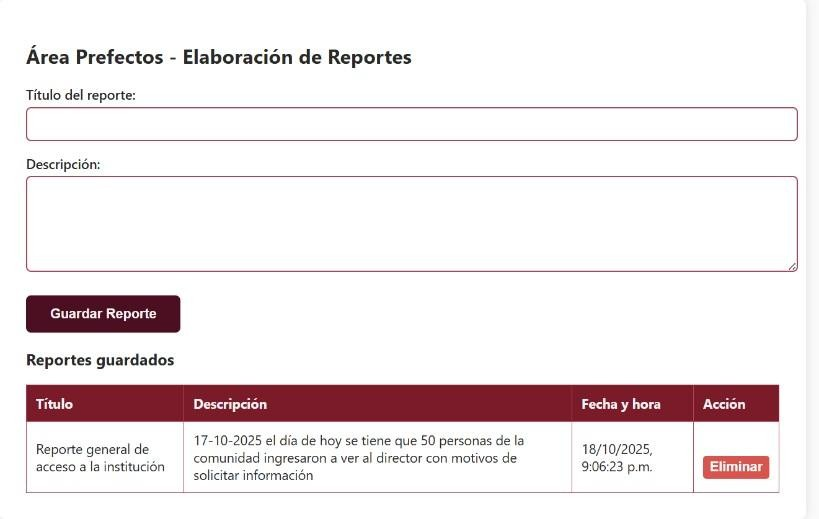 Área Prefectos - Elaboración de Reportes
Título del reporte:
Descripción:
Guardar Reporte
Reportes guardados
Título Descripción Fecha y hora Acción
Reporte general de
acceso a la institución
17-10-2025 el día de hoy se tiene que 50 personas de la
comunidad ingresaron a ver al director con motivos de
solicitar información
18/10/2025,
9:06:23 p.m.
Eliminar